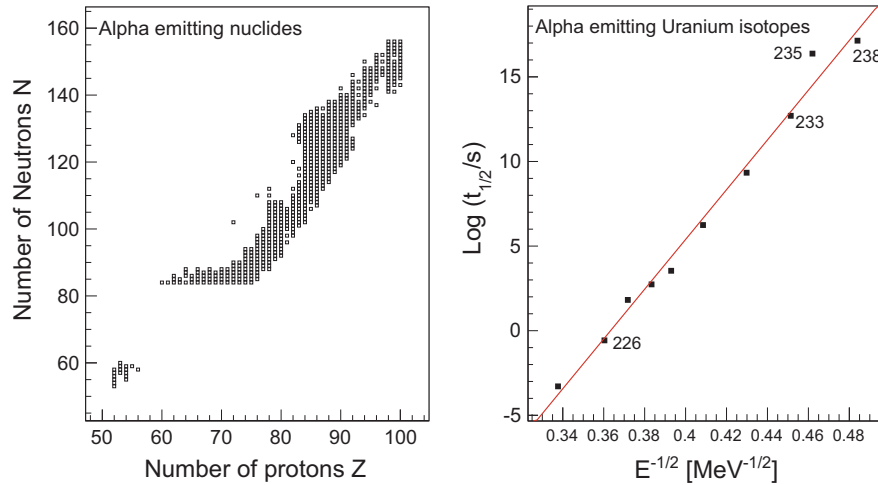 Alpha emitting nuclides
160
140
120
100
80
60
50 60 70 80 90 100
Number of protons Z
Number of Neutrons N
Alpha emitting Uranium isotopes
235
238
233
226
15
10
5
0
-5
0.34 0.36 0.38 0.4 0.42 0.44 0.46 0.48
E^{-1/2} [MeV^{-1/2}]
Log (t_{1/2}/s)